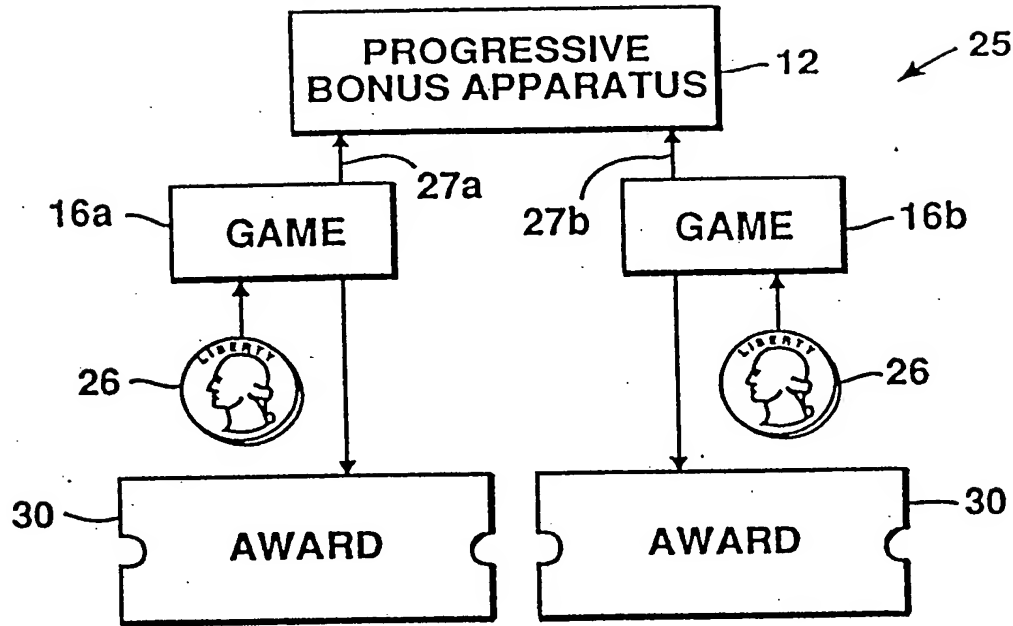 PROGRESSIVE
BONUS APPARATUS
12
25
27a
27b
16a
GAME
GAME
16b
LIBERTY
LIBERTY
26
26
30
AWARD
AWARD
30